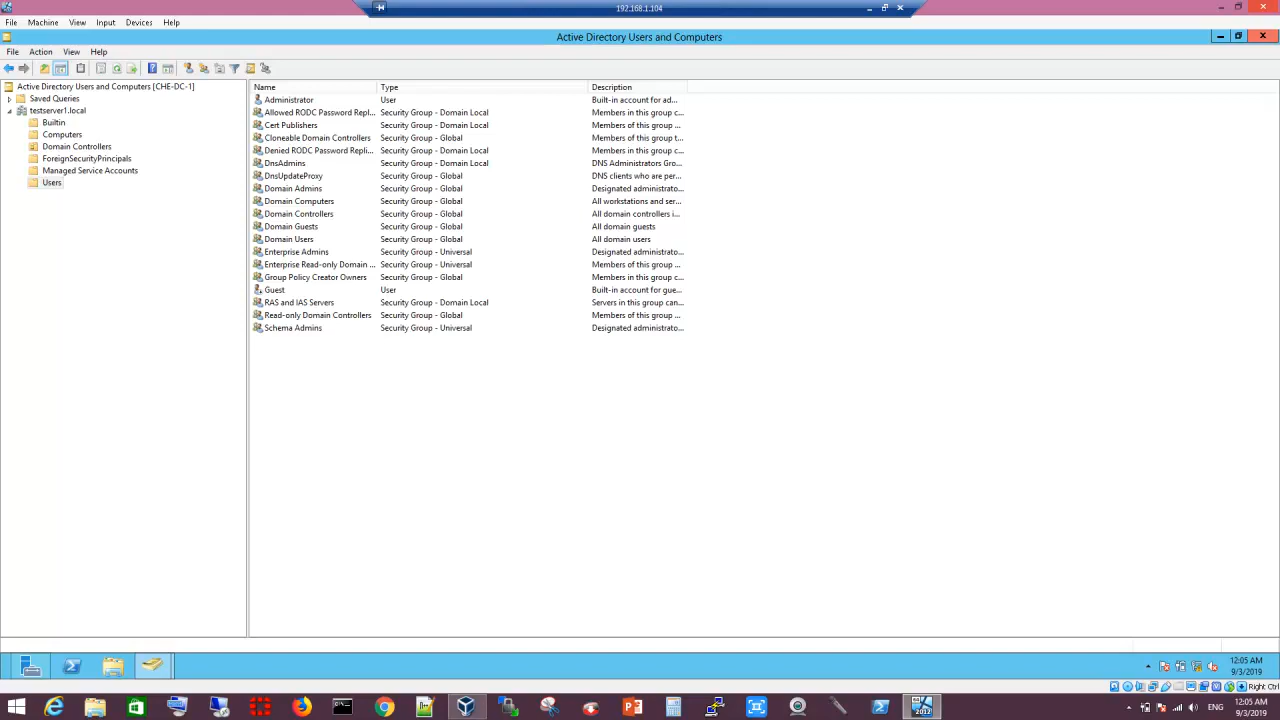 192.168.1.104
File Machine View Input Devices Help
Active Directory Users and Computers
File Action View Help
Active Directory Users and Computers [CHE-DC-1]
Saved Queries
testserver1.local
Builtin
Computers
Domain Controllers
ForeignSecurityPrincipals
Managed Service Accounts
Users
Name Type Description
Administrator User Built-in account for ad...
Allowed RODC Password Repl... Security Group - Domain Local Members in this group c...
Cert Publishers Security Group - Domain Local Members of this group ...
Cloneable Domain Controllers Security Group - Global Members of this group t...
Denied RODC Password Repli... Security Group - Domain Local Members in this group c...
DnsAdmins Security Group - Domain Local DNS Administrators Gro...
DnsUpdateProxy Security Group - Global DNS clients who are per...
Domain Admins Security Group - Global Designated administrato...
Domain Computers Security Group - Global All workstations and ser...
Domain Controllers Security Group - Global All domain controllers i...
Domain Guests Security Group - Global All domain guests
Domain Users Security Group - Global All domain users
Enterprise Admins Security Group - Universal Designated administrato...
Enterprise Read-only Domain ... Security Group - Universal Members of this group ...
Group Policy Creator Owners Security Group - Global Members in this group c...
Guest User Built-in account for gue...
RAS and IAS Servers Security Group - Domain Local Servers in this group can...
Read-only Domain Controllers Security Group - Global Members of this group ...
Schema Admins Security Group - Universal Designated administrato...
12:05 AM
9/3/2019
Right Ctrl
2012
ENG
12:05 AM
9/3/2019